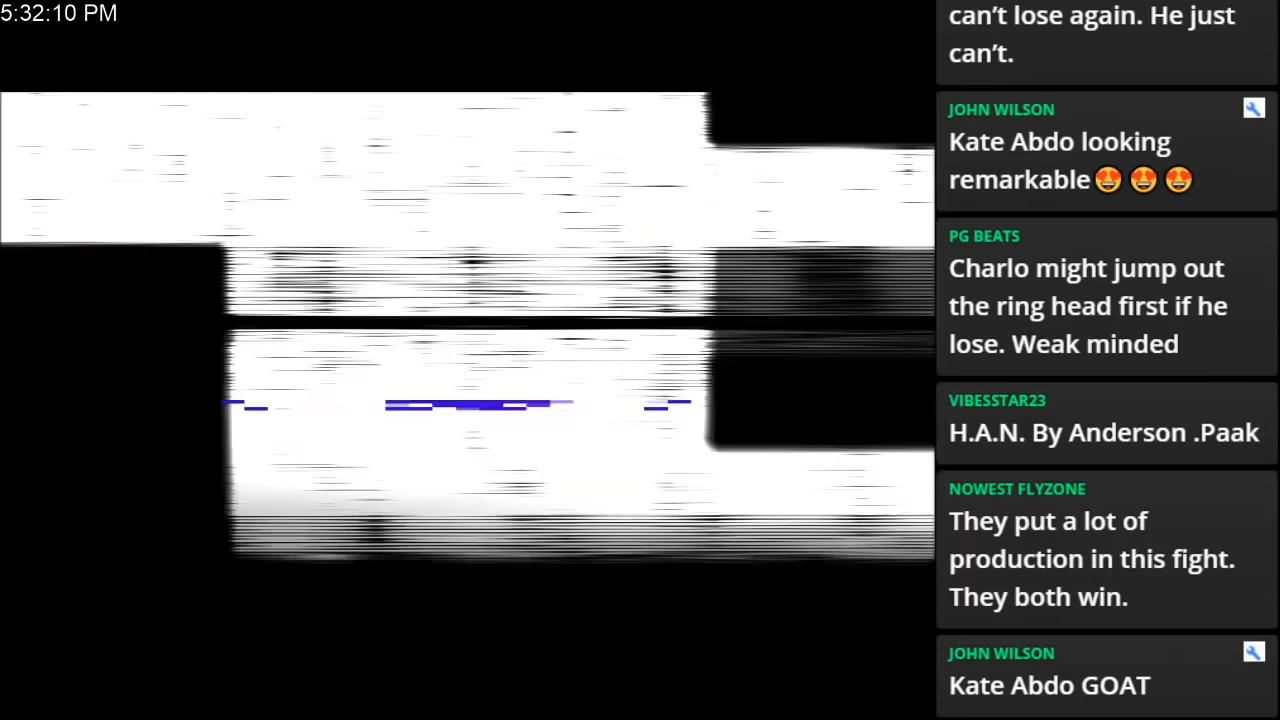 5:32:10 PM
can't lose again. He just
can't.
JOHN WILSON
Kate Abdo looking
remarkable😍 😍 😍
PG BEATS
Charlo might jump out
the ring head first if he
lose. Weak minded
VIBESSTAR23
H.A.N. By Anderson .Paak
NOWEST FLYZONE
They put a lot of
production in this fight.
They both win.
JOHN WILSON
Kate Abdo GOAT